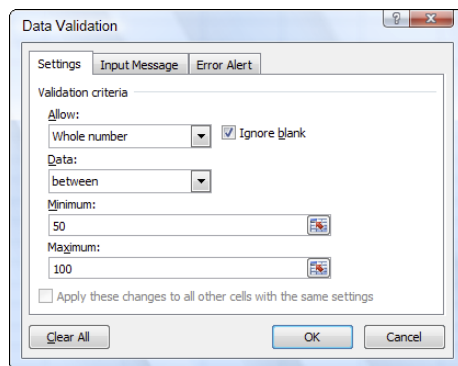 Data Validation
Settings
Input Message
Error Alert
Validation criteria
Allow:
Whole number
Ignore blank
Data:
between
Minimum:
50
Maximum:
100
Apply these changes to all other cells with the same settings
Clear All
OK
Cancel